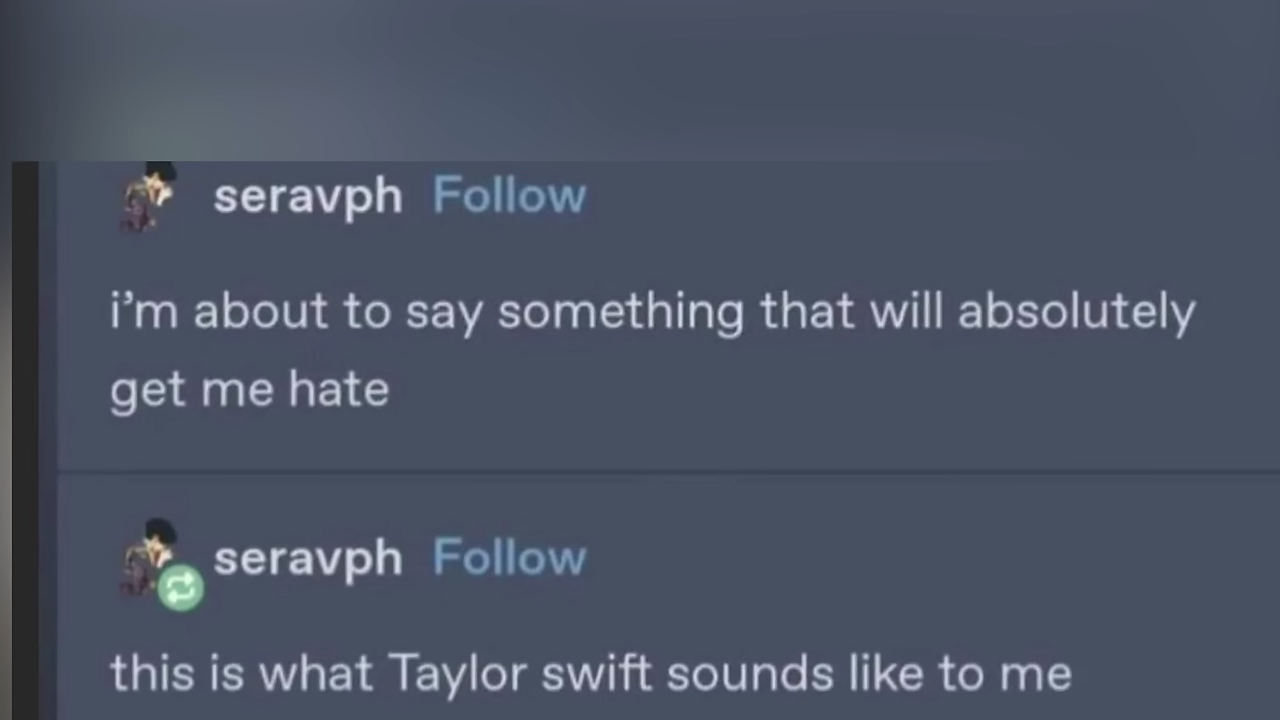 seravph Follow
i'm about to say something that will absolutely
get me hate
seravph Follow
this is what Taylor swift sounds like to me